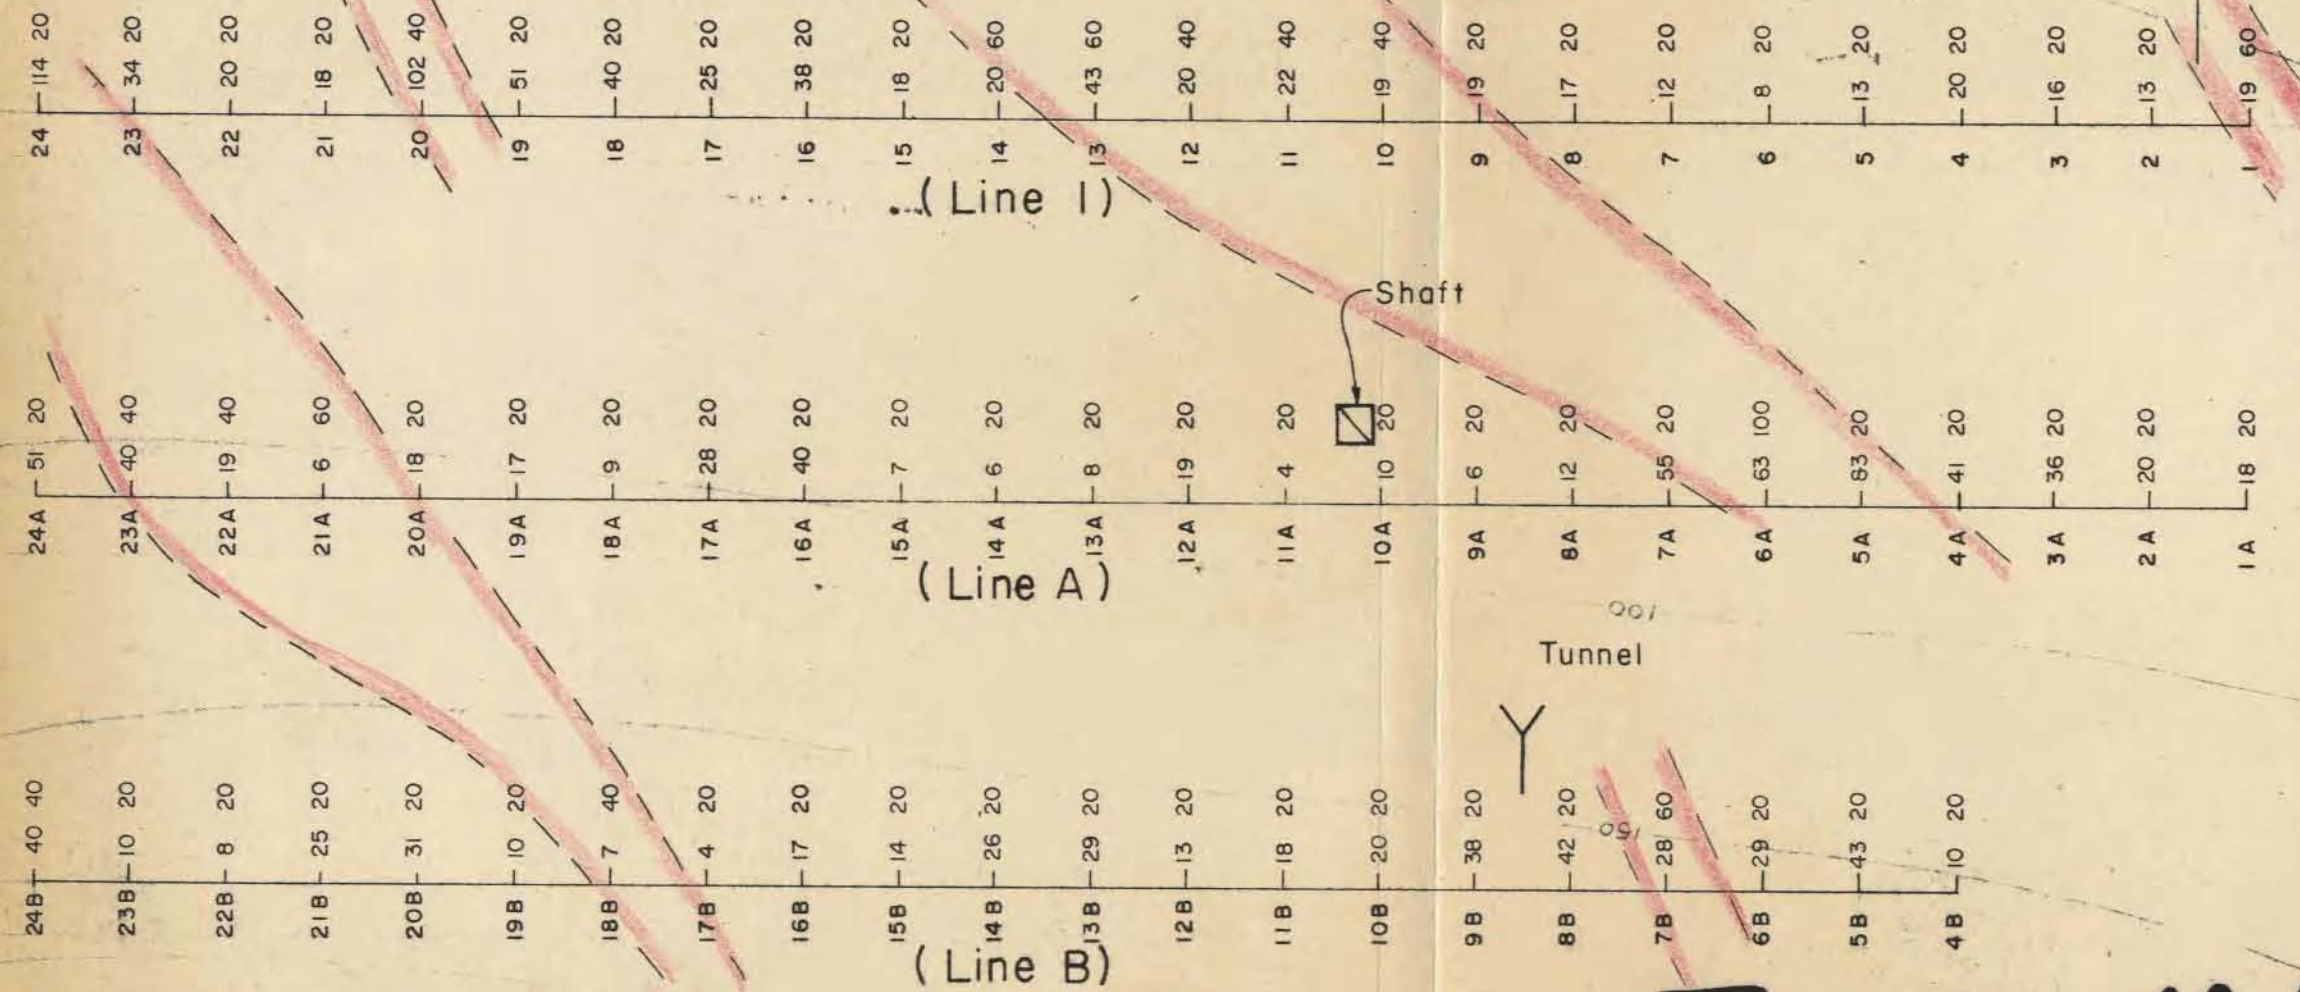 114 34 20 18 102 51 40 25 38 18 20 43 20 22 19 19 17 12 8 13 20 16 13 19
20 20 20 20 40 20 20 20 20 20 60 60 40 40 40 20 20 20 20 20 20 20 20 60
24 23 22 21 20 19 18 17 16 15 14 13 12 11 10 9 8 7 6 5 4 3 2 1
(Line 1)
Shaft
20 40 40 60 20 20 20 20 20 20 20 20 20 20 20 20 20 20 100 20 20 20 20 20
51 40 19 6 18 17 9 28 40 7 6 8 19 4 10 6 12 55 63 83 41 36 20 18
24A 23A 22A 21A 20A 19A 18A 17A 16A 15A 14A 13A 12A 11A 10A 9A 8A 7A 6A 5A 4A 3A 2A 1A
(Line A)
100
Tunnel
40 20 20 20 20 20 40 20 20 20 20 20 20 20 20 20 20 60 20 20 20
150
40 10 8 25 31 10 7 4 17 14 26 29 13 18 20 38 42 28 29 43 10
24B 23B 22B 21B 20B 19B 18B 17B 16B 15B 14B 13B 12B 11B 10B 9B 8B 7B 6B 5B 4B
(Line B)